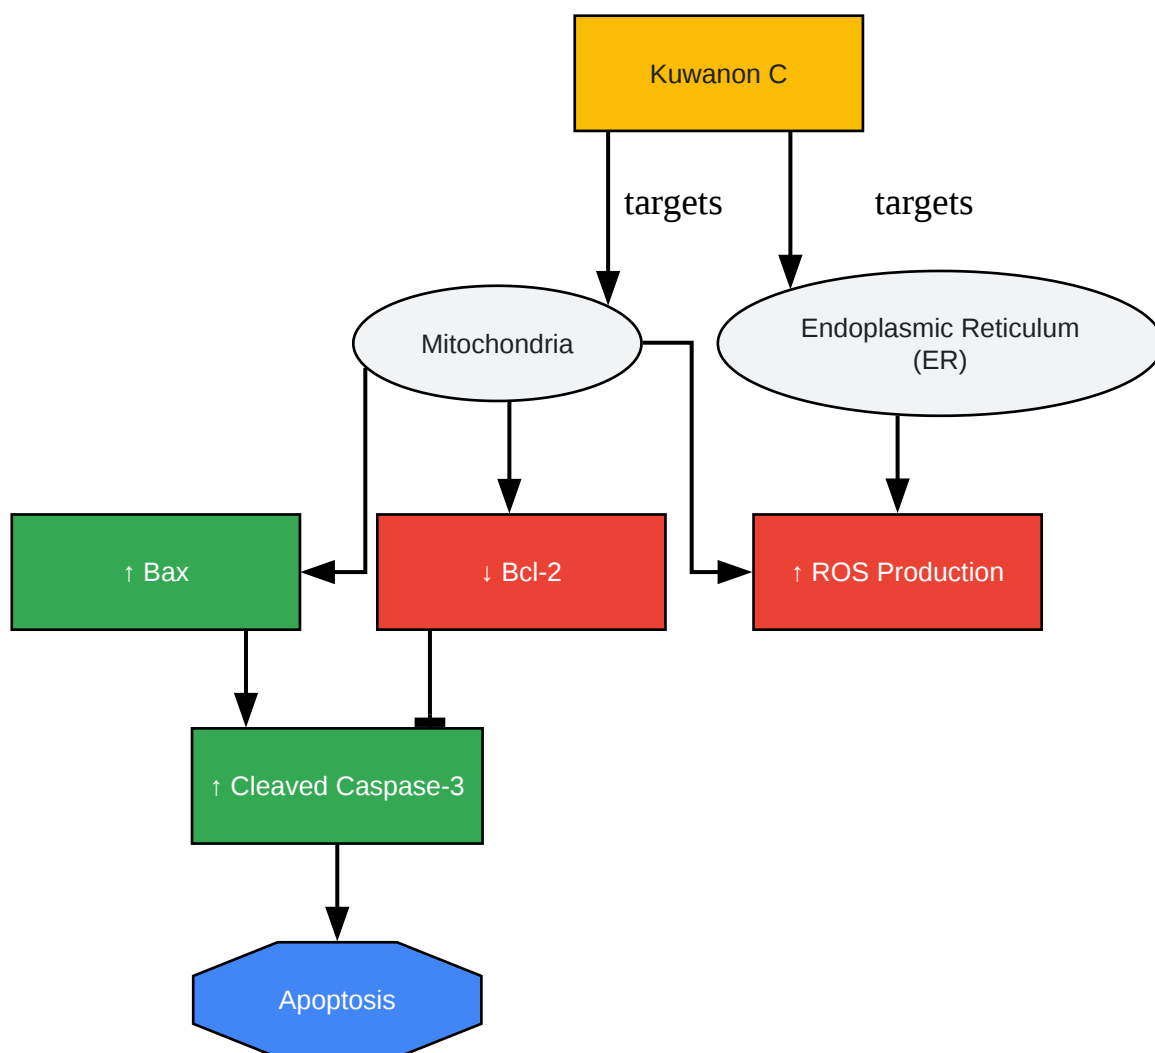 Kuwanon C
targets
targets
Mitochondria
Endoplasmic Reticulum
(ER)
↑ Bax
↓ Bcl-2
↑ ROS Production
↑ Cleaved Caspase-3
Apoptosis